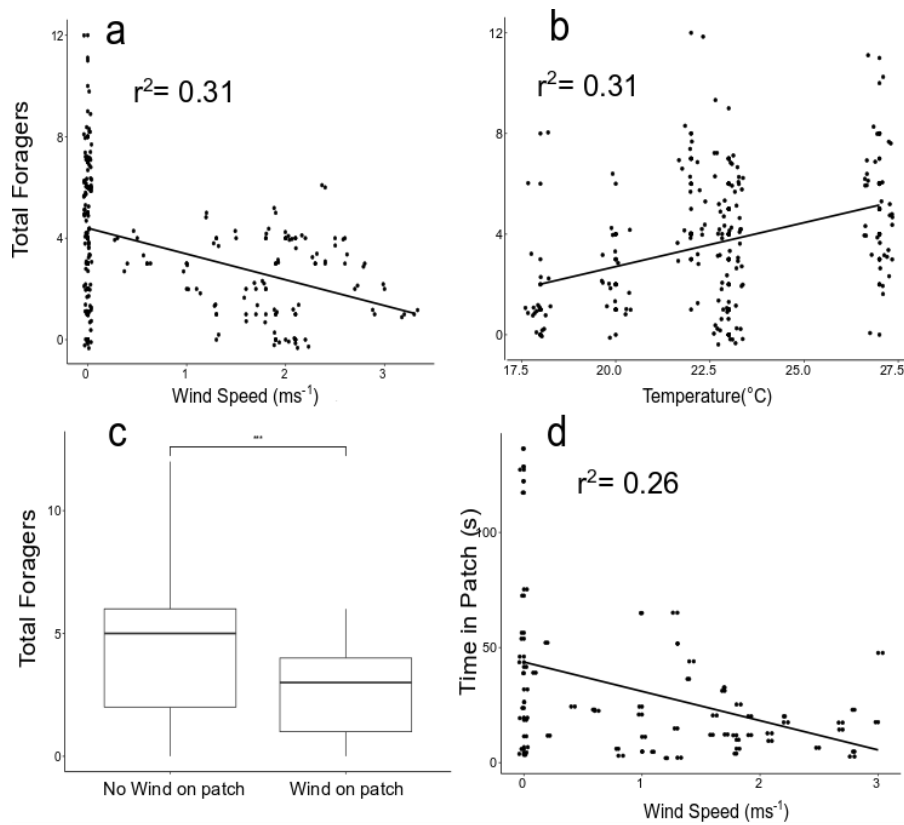 a
r²= 0.31
12
8
4
0
Total Foragers
0 1 2 3
Wind Speed (ms⁻¹)
b
r²= 0.31
12
8
4
0
17.5 20.0 22.5 25.0 27.5
Temperature(°C)
c
***
10
5
0
Total Foragers
No Wind on patch Wind on patch
d
r²= 0.26
100
50
0
Time in Patch (s)
0 1 2 3
Wind Speed (ms⁻¹)